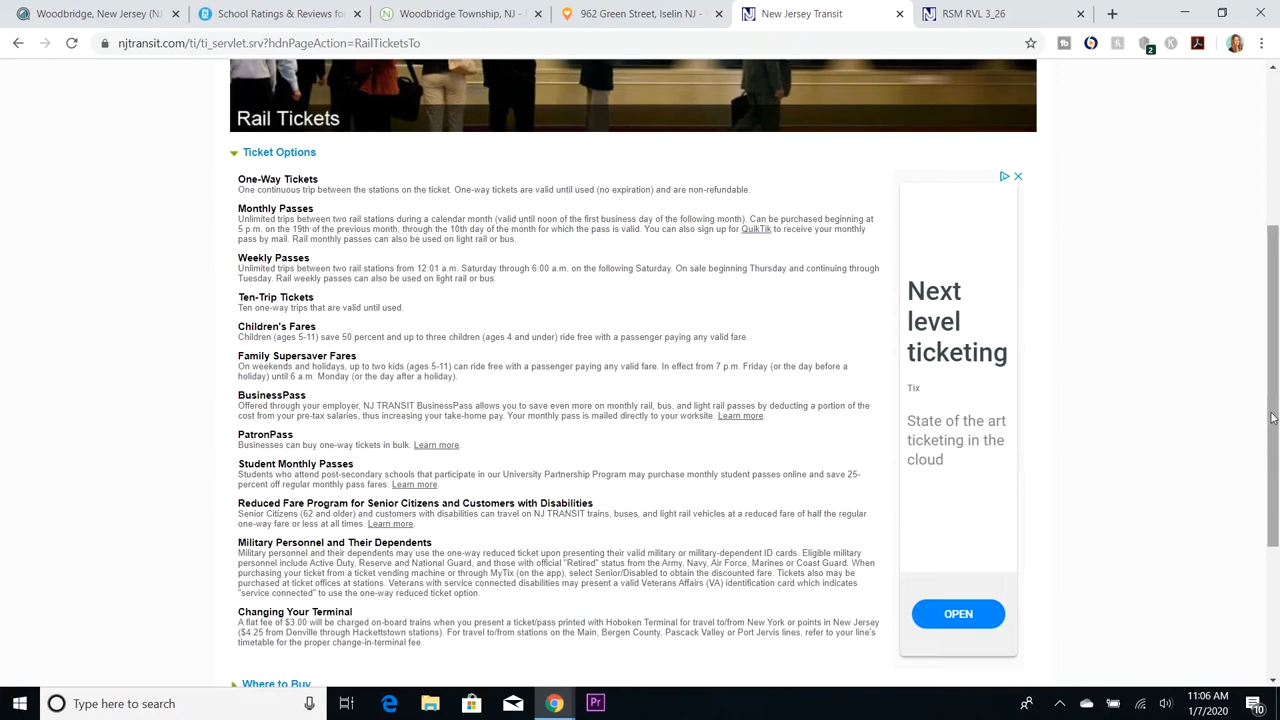 Woodbridge New Jersey (NJ)
Ratings & Reviews for
Woodbridge Township, NJ -
962 Green Street, Iselin NJ -
New Jersey Transit
RSM RVL 3_26
njtransit.com/ti/ti_servlet.srv?hdnPageAction=RailTicketsTo
2
Rail Tickets
Ticket Options
One-Way Tickets
One continuous trip between the stations on the ticket. One-way tickets are valid until used (no expiration) and are non-refundable.
Monthly Passes
Unlimited trips between two rail stations during a calendar month (valid until noon of the first business day of the following month). Can be purchased beginning at
5 p.m. on the 19th of the previous month, through the 10th day of the month for which the pass is valid. You can also sign up for QuikTik to receive your monthly
pass by mail. Rail monthly passes can also be used on light rail or bus.
Weekly Passes
Unlimited trips between two rail stations from 12:01 a.m. Saturday through 6:00 a.m. on the following Saturday. On sale beginning Thursday and continuing through
Tuesday. Rail weekly passes can also be used on light rail or bus.
Ten-Trip Tickets
Ten one-way trips that are valid until used.
Children's Fares
Children (ages 5-11) save 50 percent and up to three children (ages 4 and under) ride free with a passenger paying any valid fare.
Family Supersaver Fares
On weekends and holidays, up to two kids (ages 5-11) can ride free with a passenger paying any valid fare. In effect from 7 p.m. Friday (or the day before a
holiday) until 6 a.m. Monday (or the day after a holiday).
BusinessPass
Offered through your employer, NJ TRANSIT BusinessPass allows you to save even more on monthly rail, bus, and light rail passes by deducting a portion of the
cost from your pre-tax salaries, thus increasing your take-home pay. Your monthly pass is mailed directly to your worksite. Learn more.
PatronPass
Businesses can buy one-way tickets in bulk. Learn more.
Student Monthly Passes
Students who attend post-secondary schools that participate in our University Partnership Program may purchase monthly student passes online and save 25-
percent off regular monthly pass fares. Learn more.
Reduced Fare Program for Senior Citizens and Customers with Disabilities
Senior Citizens (62 and older) and customers with disabilities can travel on NJ TRANSIT trains, buses, and light rail vehicles at a reduced fare of half the regular
one-way fare or less at all times. Learn more.
Military Personnel and Their Dependents
Military personnel and their dependents may use the one-way reduced ticket upon presenting their valid military or military-dependent ID cards. Eligible military
personnel include Active Duty, Reserve and National Guard, and those with official "Retired" status from the Army, Navy, Air Force, Marines or Coast Guard. When
purchasing your ticket from a ticket vending machine or through MyTix (on the app), select Senior/Disabled to obtain the discounted fare. Tickets also may be
purchased at ticket offices at stations. Veterans with service connected disabilities may present a valid Veterans Affairs (VA) identification card which indicates
"service connected" to use the one-way reduced ticket option.
Changing Your Terminal
A flat fee of $3.00 will be charged on-board trains when you present a ticket/pass printed with Hoboken Terminal for travel to/from New York or points in New Jersey
($4.25 from Denville through Hackettstown stations). For travel to/from stations on the Main, Bergen County, Pascack Valley or Port Jervis lines, refer to your line's
timetable for the proper change-in-terminal fee.
Where to Buy
Next
level
ticketing
Tix
State of the art
ticketing in the
cloud
OPEN
Type here to search
Pr
11:06 AM
1/7/2020
10